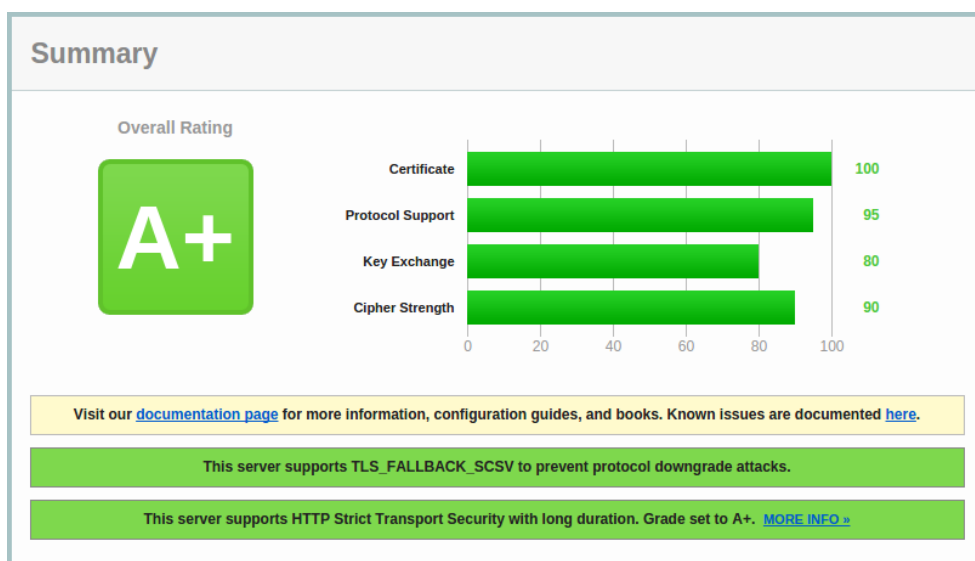 Summary
Overall Rating
A+
Certificate 100
Protocol Support 95
Key Exchange 80
Cipher Strength 90
0 20 40 60 80 100
Visit our documentation page for more information, configuration guides, and books. Known issues are documented here.
This server supports TLS_FALLBACK_SCSV to prevent protocol downgrade attacks.
This server supports HTTP Strict Transport Security with long duration. Grade set to A+. MORE INFO »